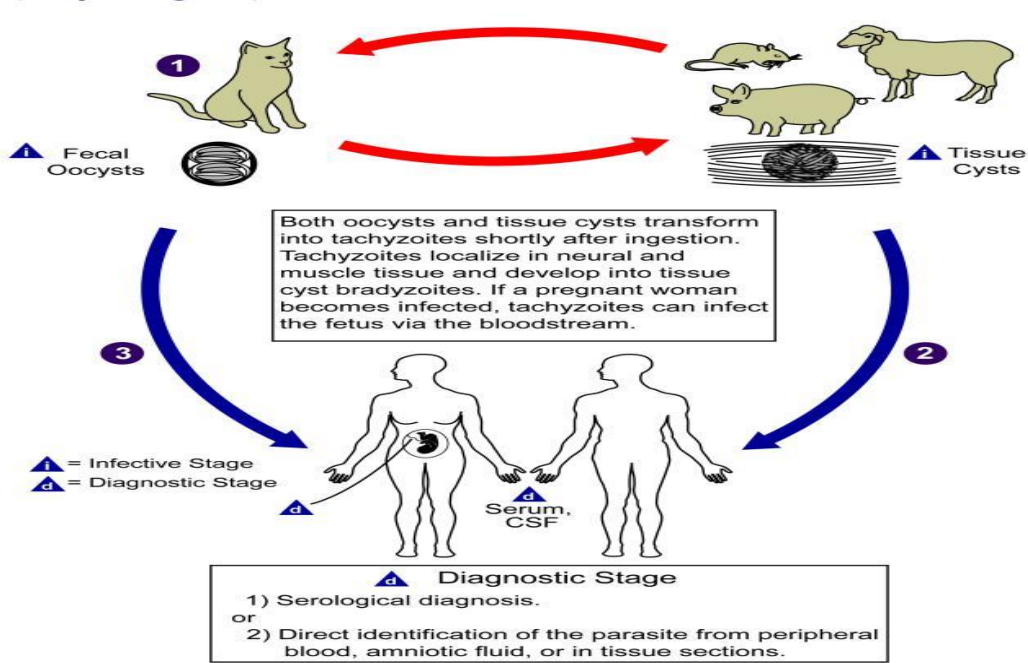 1
i Fecal
Oocysts
i Tissue
Cysts
Both oocysts and tissue cysts transform
into tachyzoites shortly after ingestion.
Tachyzoites localize in neural and
muscle tissue and develop into tissue
cyst bradyzoites. If a pregnant woman
becomes infected, tachyzoites can infect
the fetus via the bloodstream.
3
2
i = Infective Stage
d = Diagnostic Stage
d
d
Serum,
CSF
d Diagnostic Stage
1) Serological diagnosis.
or
2) Direct identification of the parasite from peripheral
blood, amniotic fluid, or in tissue sections.